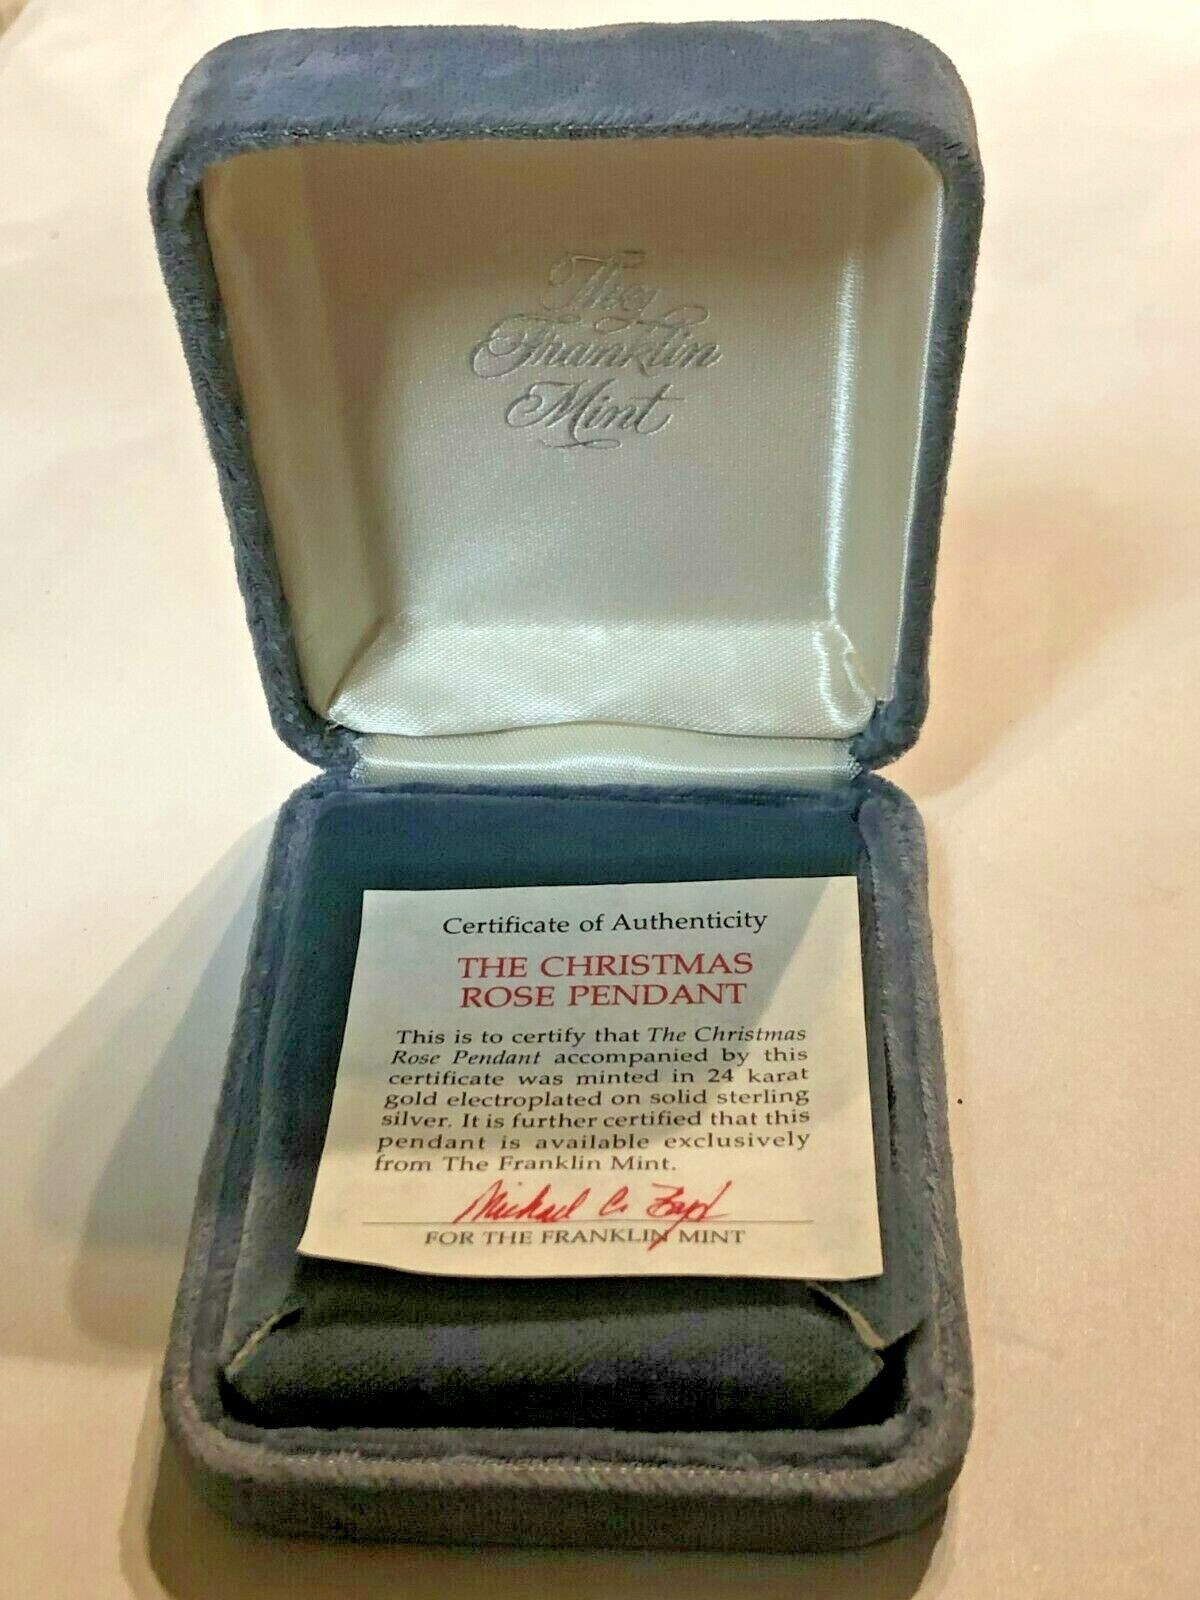 The
Franklin
Mint
Certificate of Authenticity
THE CHRISTMAS
ROSE PENDANT
This is to certify that The Christmas
Rose Pendant accompanied by this
certificate was minted in 24 karat
gold electroplated on solid sterling
silver. It is further certified that this
pendant is available exclusively
from The Franklin Mint.
Michael C.
FOR THE FRANKLIN MINT